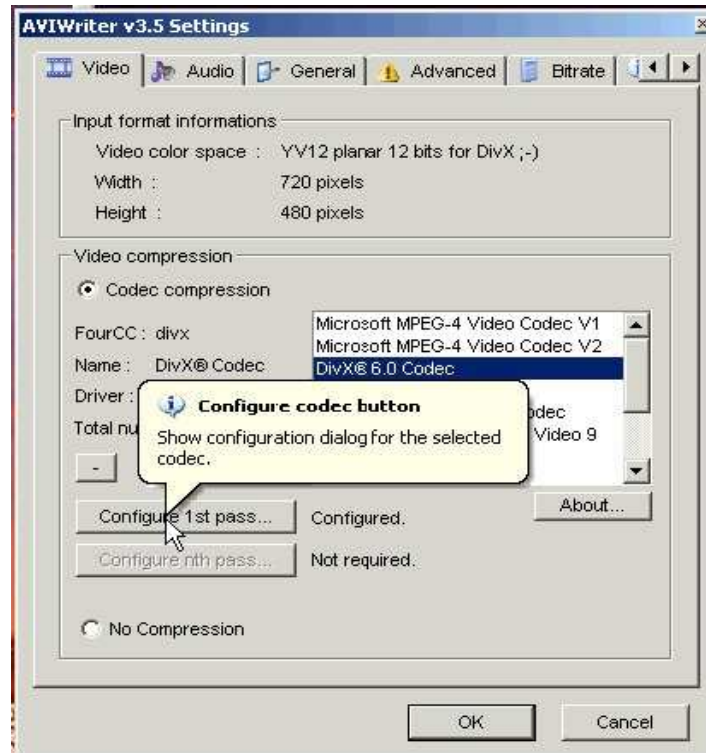 AVIWriter v3.5 Settings
Video Audio General Advanced Bitrate
Input format informations
Video color space : YV12 planar 12 bits for DivX ;-)
Width : 720 pixels
Height : 480 pixels
Video compression
Codec compression
FourCC : divx
Name : DivX® Codec
Driver :
Total nu
Microsoft MPEG-4 Video Codec V1
Microsoft MPEG-4 Video Codec V2
DivX® 6.0 Codec
odec
Video 9
Configure codec button
Show configuration dialog for the selected
codec.
-
About...
Configure 1st pass... Configured.
Configure nth pass... Not required.
No Compression
OK Cancel